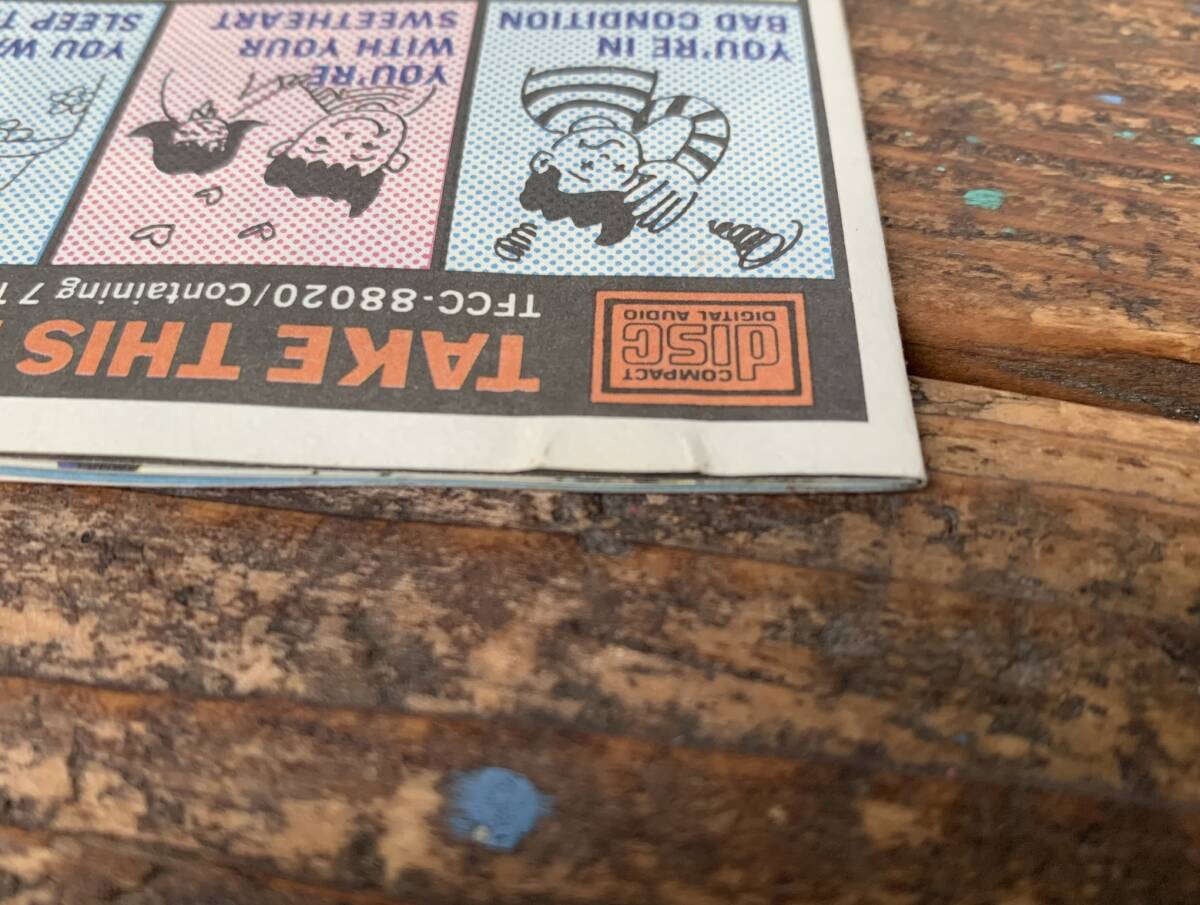 COMPACT
disc
DIGITAL AUDIO
TAKE THIS
TFCC-88020/Containing 7
YOU'RE IN
BAD CONDITION
YOU'RE
WITH YOUR
SWEETHEART
YOU
SLEEP